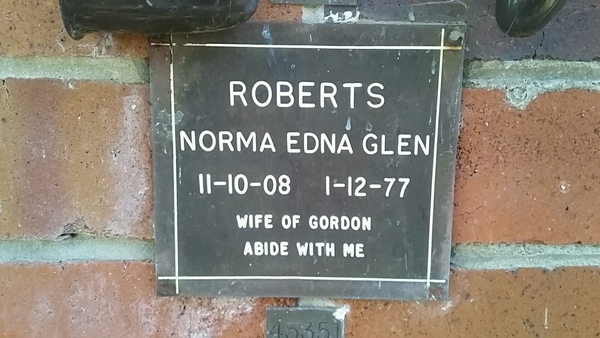 ROBERTS
NORMA EDNA GLEN
11-10-08 1-12-77
WIFE OF GORDON
ABIDE WITH ME